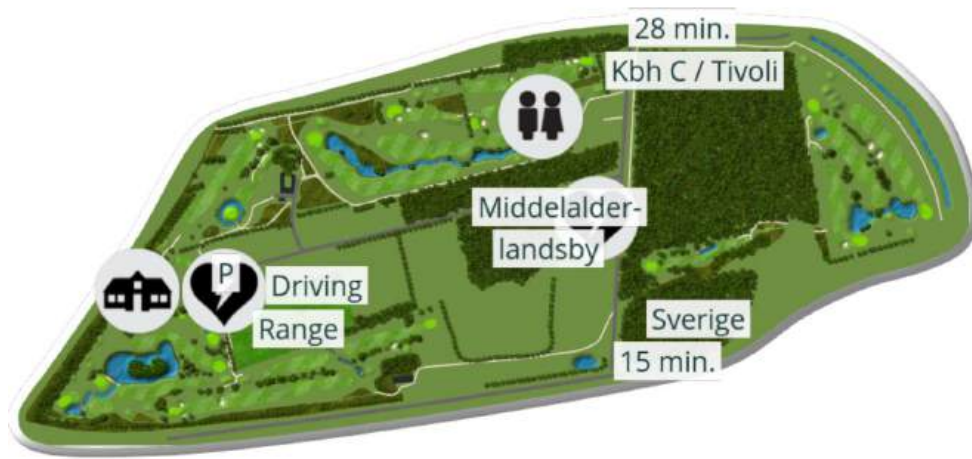 28 min.
Kbh C / Tivoli
Middelalder-
landsby
P
Driving
Range
Sverige
15 min.